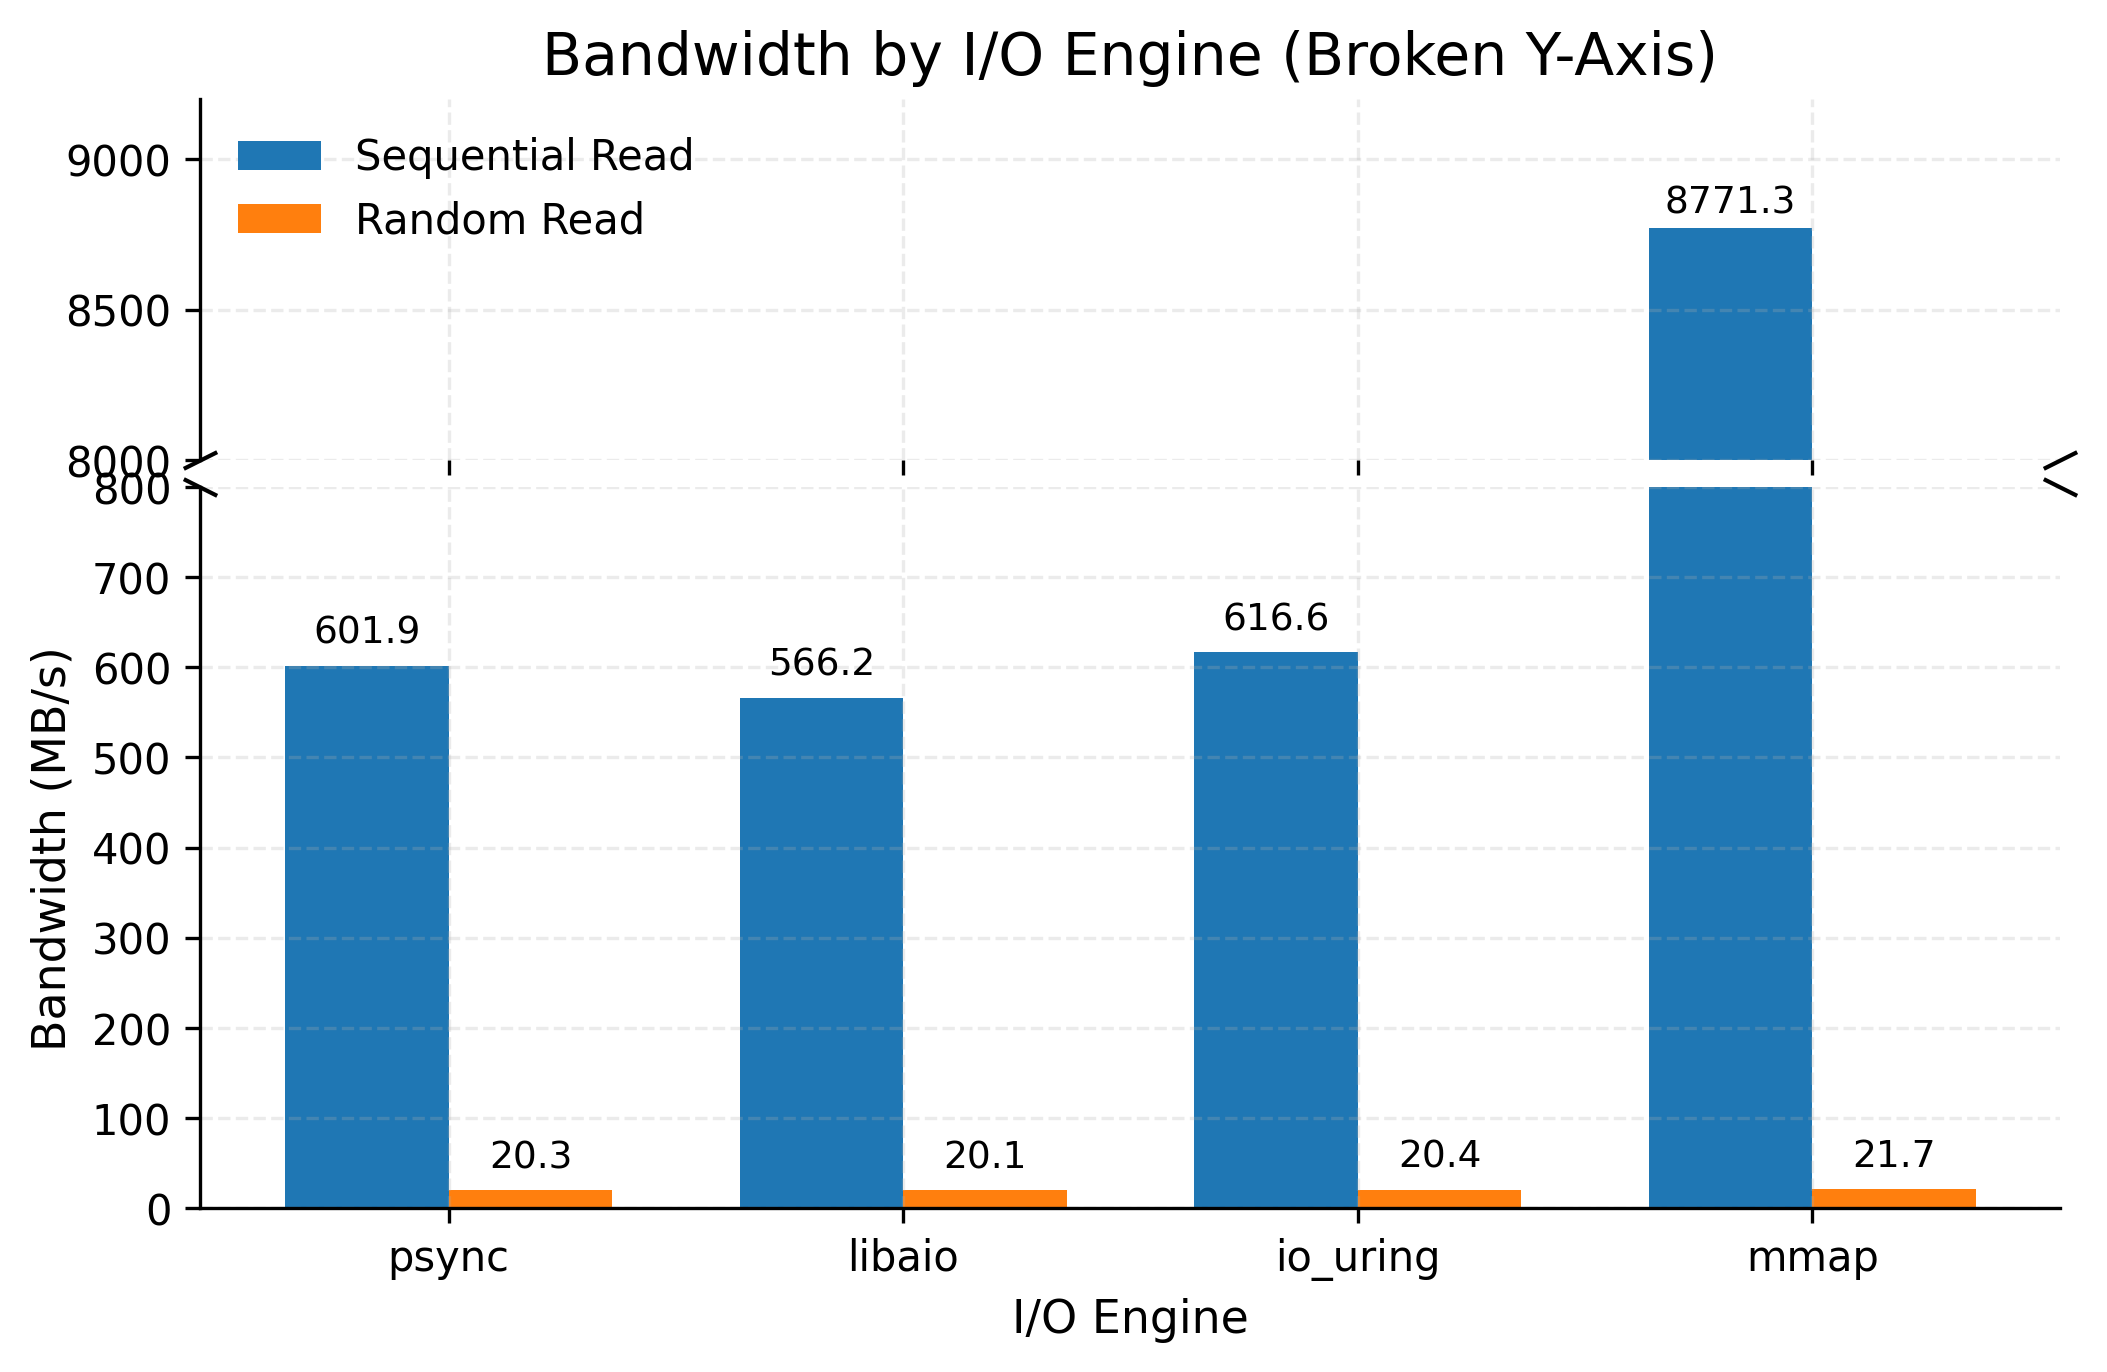 Bandwidth by I/O Engine (Broken Y-Axis)
Sequential Read
Random Read
9000
8500
8000
800
700
600
500
400
300
200
100
0
Bandwidth (MB/s)
8771.3
601.9
566.2
616.6
20.3
20.1
20.4
21.7
psync
libaio
io_uring
mmap
I/O Engine